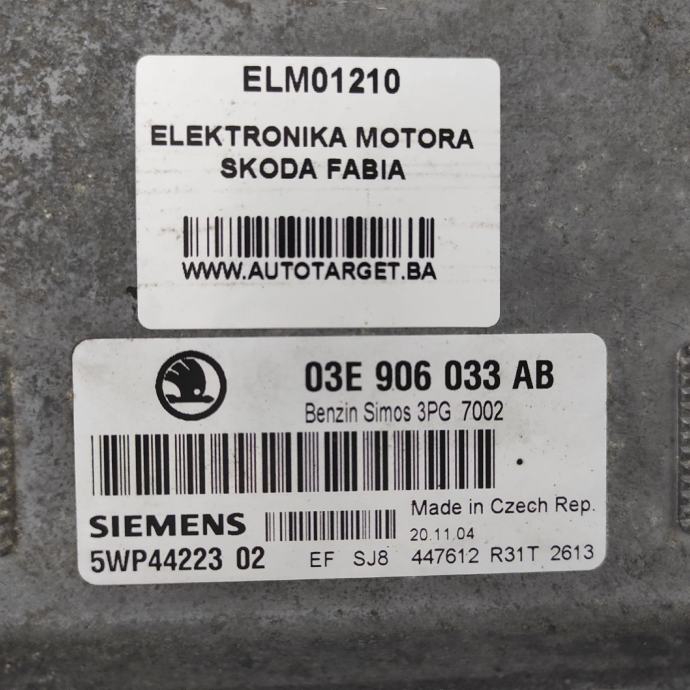 ELM01210
ELEKTRONIKA MOTORA
SKODA FABIA
WWW.AUTOTARGET.BA
03E 906 033 AB
Benzin Simos 3PG 7002
Made in Czech Rep.
SIEMENS 20.11.04
5WP44223 02 EF SJ8 447612 R31T 2613